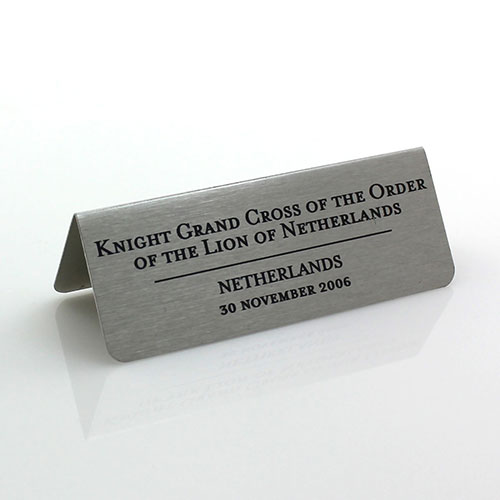 Knight Grand Cross of the Order
of the Lion of Netherlands
NETHERLANDS
30 NOVEMBER 2006